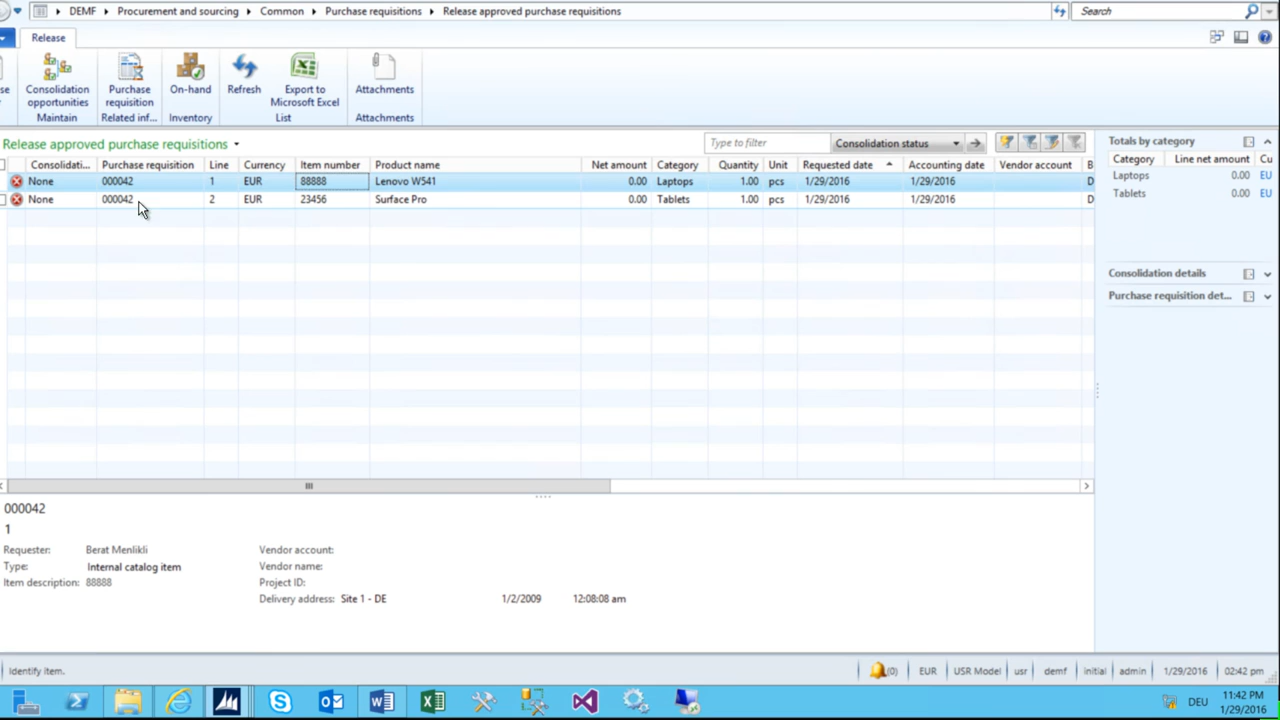 DEMF ▸ Procurement and sourcing ▸ Common ▸ Purchase requisitions ▸ Release approved purchase requisitions
Search
Release
Consolidation opportunities
Purchase requisition
On-hand
Refresh
Export to Microsoft Excel
Attachments
Maintain
Related inf...
Inventory
List
Attachments
Release approved purchase requisitions
Type to filter
Consolidation status
Consolidati... Purchase requisition Line Currency Item number Product name Net amount Category Quantity Unit Requested date Accounting date Vendor account B
None 000042 1 EUR 88888 Lenovo W541 0.00 Laptops 1.00 pcs 1/29/2016 1/29/2016 D
None 000042 2 EUR 23456 Surface Pro 0.00 Tablets 1.00 pcs 1/29/2016 1/29/2016 D
Totals by category
Category Line net amount Cu
Laptops 0.00 EU
Tablets 0.00 EU
Consolidation details
Purchase requisition det...
000042
1
Requester: Berat Menlikli
Type: Internal catalog item
Item description: 88888
Vendor account:
Vendor name:
Project ID:
Delivery address: Site 1 - DE 1/2/2009 12:08:08 am
Identify item.
(0) EUR USR Model usr demf initial admin 1/29/2016 02:42 pm
DEU
11:42 PM
1/29/2016